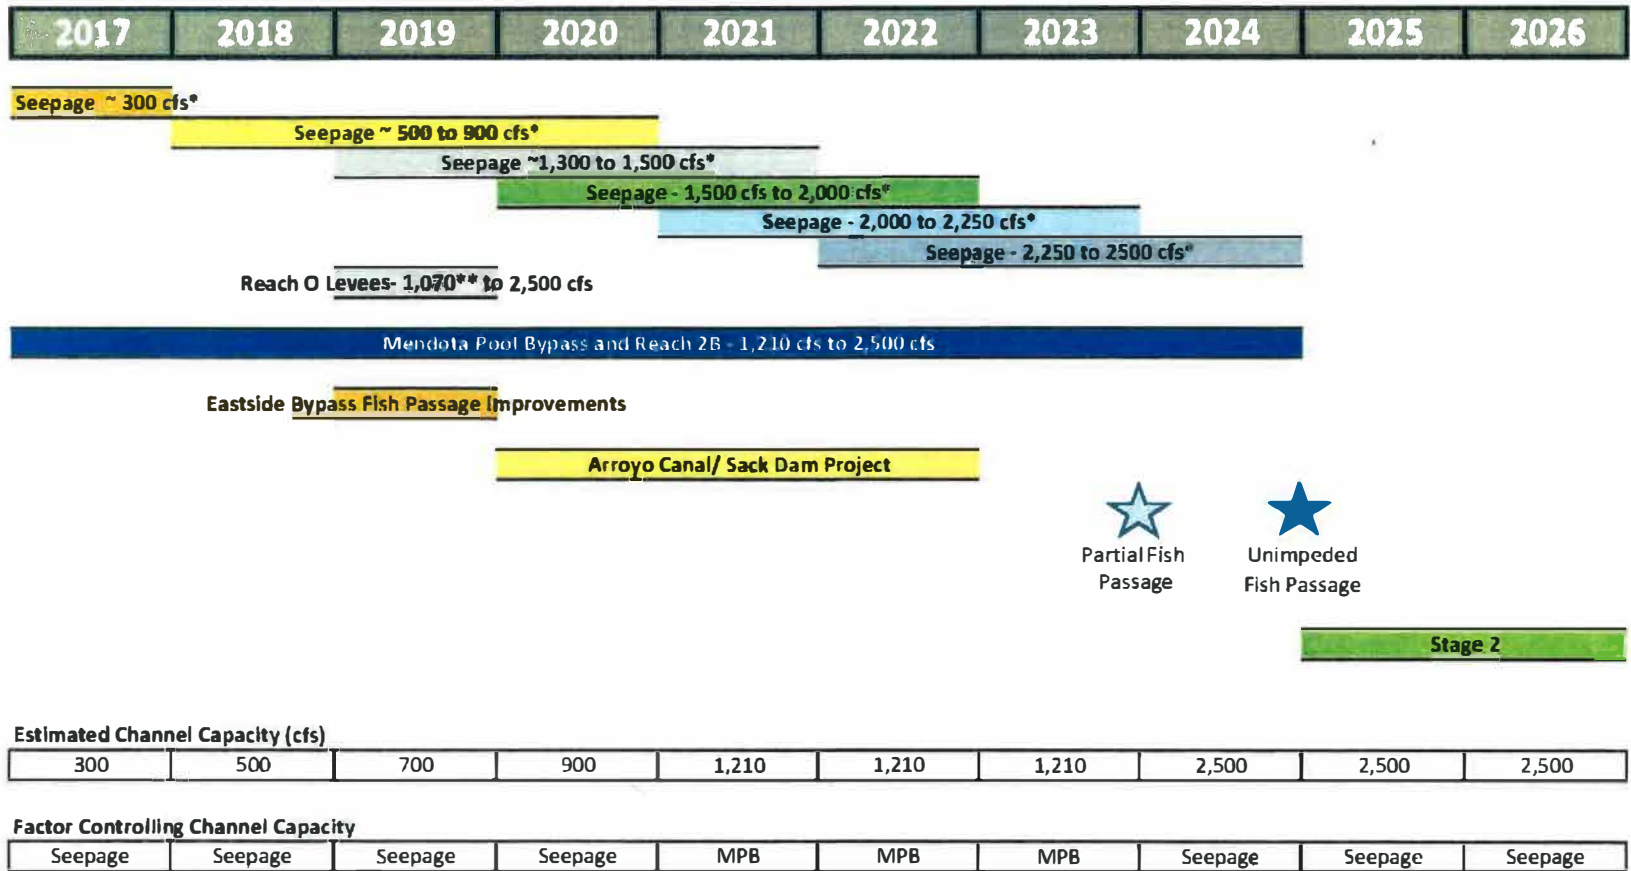 2017 2018 2019 2020 2021 2022 2023 2024 2025 2026
Seepage ~ 300 cfs*
Seepage ~ 500 to 900 cfs*
Seepage ~1,300 to 1,500 cfs*
Seepage - 1,500 cfs to 2,000 cfs*
Seepage - 2,000 to 2,250 cfs*
Seepage - 2,250 to 2500 cfs*
Reach O Levees- 1,070** to 2,500 cfs
Mendota Pool Bypass and Reach 2B - 1,210 cfs to 2,500 cfs
Eastside Bypass Fish Passage Improvements
Arroyo Canal/ Sack Dam Project
Partial Fish
Passage
Unimpeded
Fish Passage
Stage 2
Estimated Channel Capacity (cfs)
300 500 700 900 1,210 1,210 1,210 2,500 2,500 2,500
Factor Controlling Channel Capacity
Seepage Seepage Seepage Seepage MPB MPB MPB Seepage Seepage Seepage